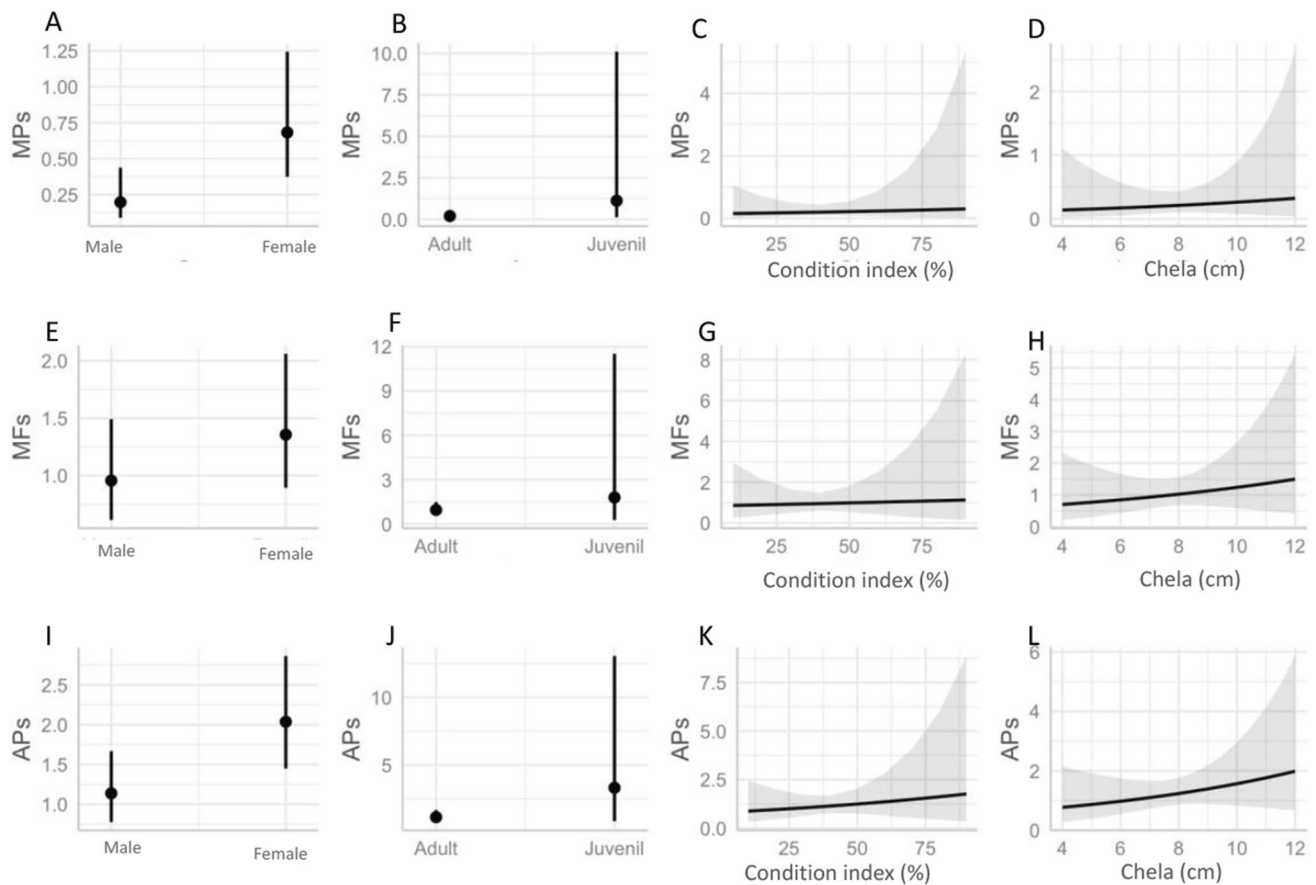 A
MPs
1.25
1.00
0.75
0.50
0.25
Male
Female
B
MPs
10.0
7.5
5.0
2.5
0.0
Adult
Juvenil
C
MPs
4
2
0
25
50
75
Condition index (%)
D
MPs
2
1
0
4
6
8
10
12
Chela (cm)
E
MFs
2.0
1.5
1.0
Male
Female
F
MFs
12
9
6
3
0
Adult
Juvenil
G
MFs
8
6
4
2
0
25
50
75
Condition index (%)
H
MFs
5
4
3
2
1
0
4
6
8
10
12
Chela (cm)
I
APs
2.5
2.0
1.5
1.0
Male
Female
J
APs
10
5
Adult
Juvenil
K
APs
7.5
5.0
2.5
0.0
25
50
75
Condition index (%)
L
APs
6
4
2
0
4
6
8
10
12
Chela (cm)